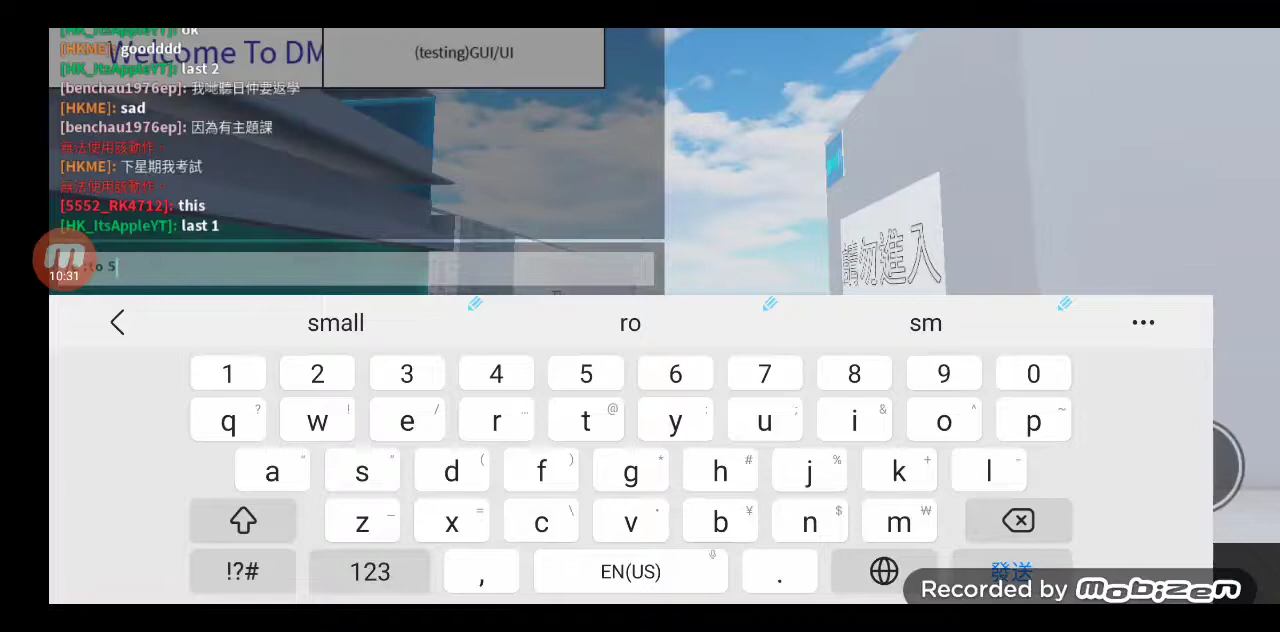 [HK_ItsAppleYT]: ok
Welcome To DM
[HKME]: goodddd
(testing)GUI/UI
[HK_ItsAppleYT]: last 2
[benchau1976ep]: 我哋聽日仲要返學
[HKME]: sad
[benchau1976ep]: 因為有主題課
無法使用該動作。
[HKME]: 下星期我考試
無法使用該動作。
[5552_RK4712]: this
[HK_ItsAppleYT]: last 1
:to S
10:31
請勿進入
small ro sm
1 2 3 4 5 6 7 8 9 0
q w e r t y u i o p
a s d f g h j k l
z x c v b n m
!?# 123 , EN(US) . 發送
Recorded by Mobizen